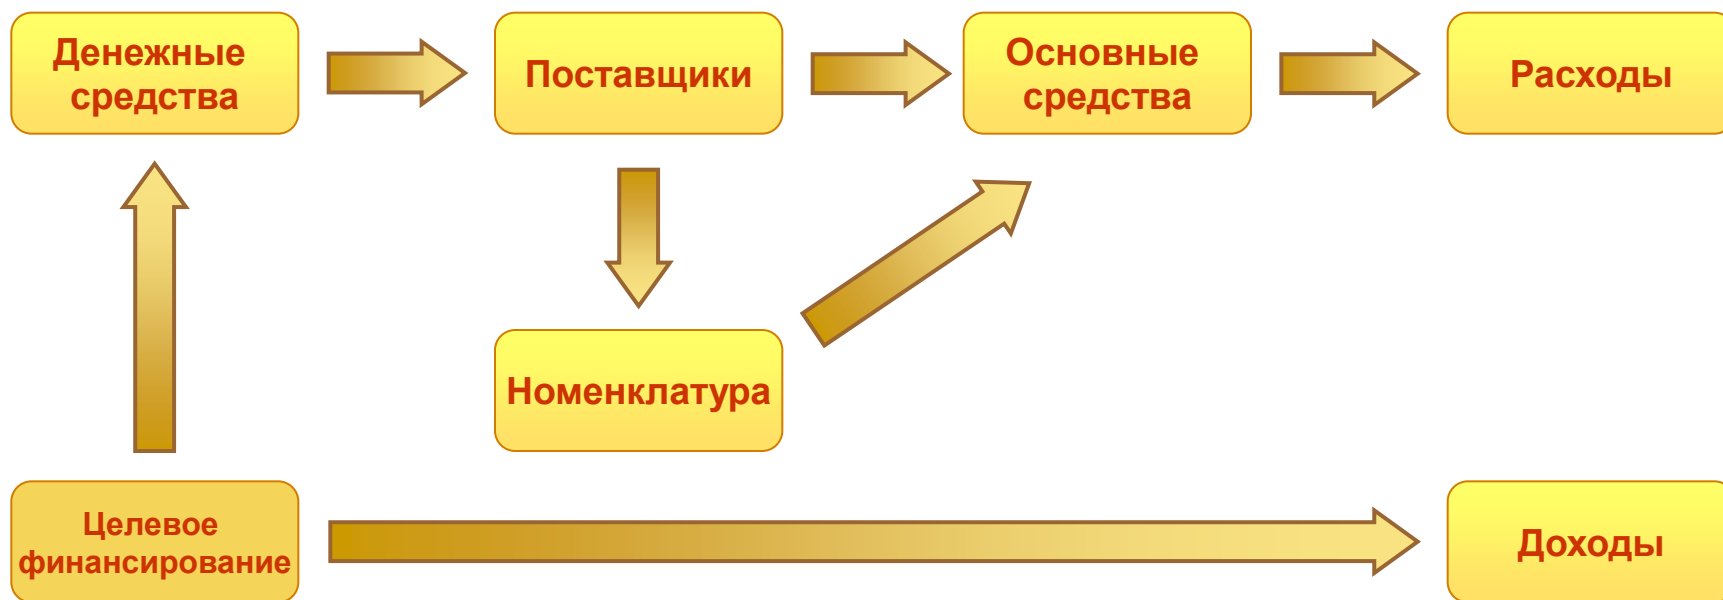 Денежные
средства
Поставщики
Основные
средства
Расходы
Номенклатура
Целевое
финансирование
Доходы